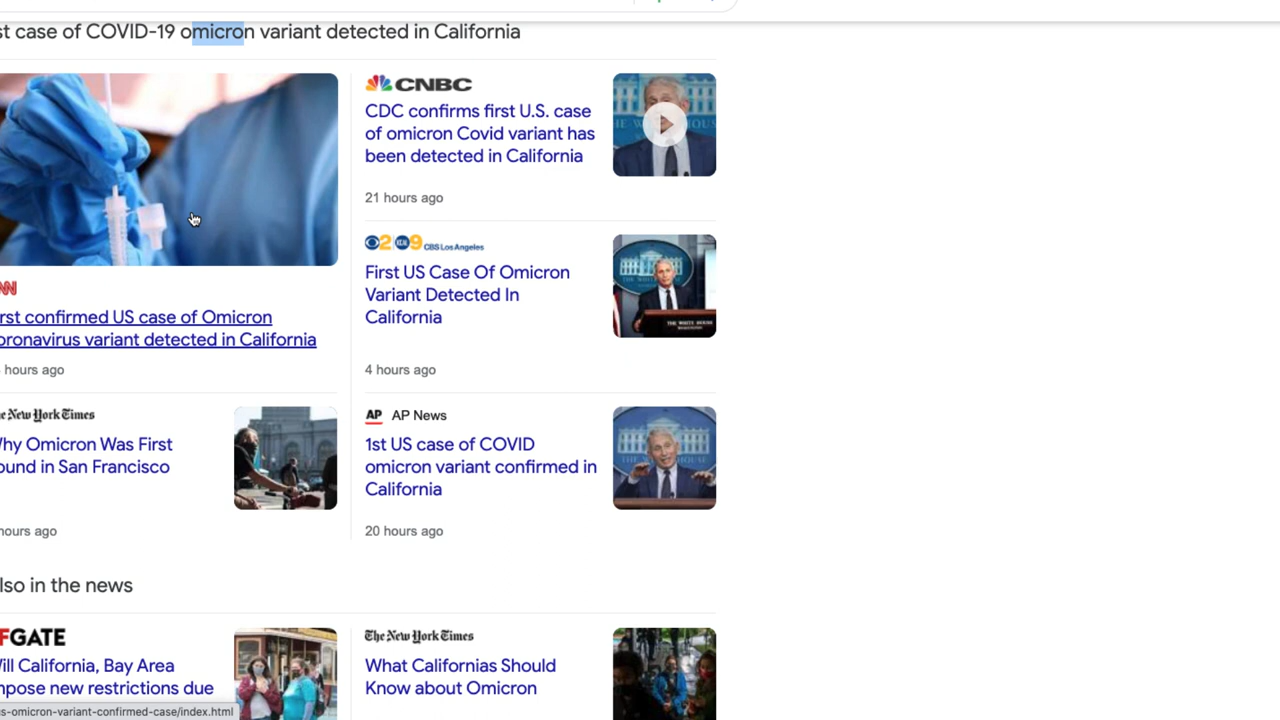 st case of COVID-19 omicron variant detected in California
CNBC
CDC confirms first U.S. case
of omicron Covid variant has
been detected in California
21 hours ago
CBS Los Angeles
First US Case Of Omicron
Variant Detected In
California
4 hours ago
NN
rst confirmed US case of Omicron
oronavirus variant detected in California
hours ago
e New York Times
hy Omicron Was First
ound in San Francisco
hours ago
AP AP News
1st US case of COVID
omicron variant confirmed in
California
20 hours ago
lso in the news
FGATE
ill California, Bay Area
mpose new restrictions due
The New York Times
What Californias Should
Know about Omicron
s-omicron-variant-confirmed-case/index.html